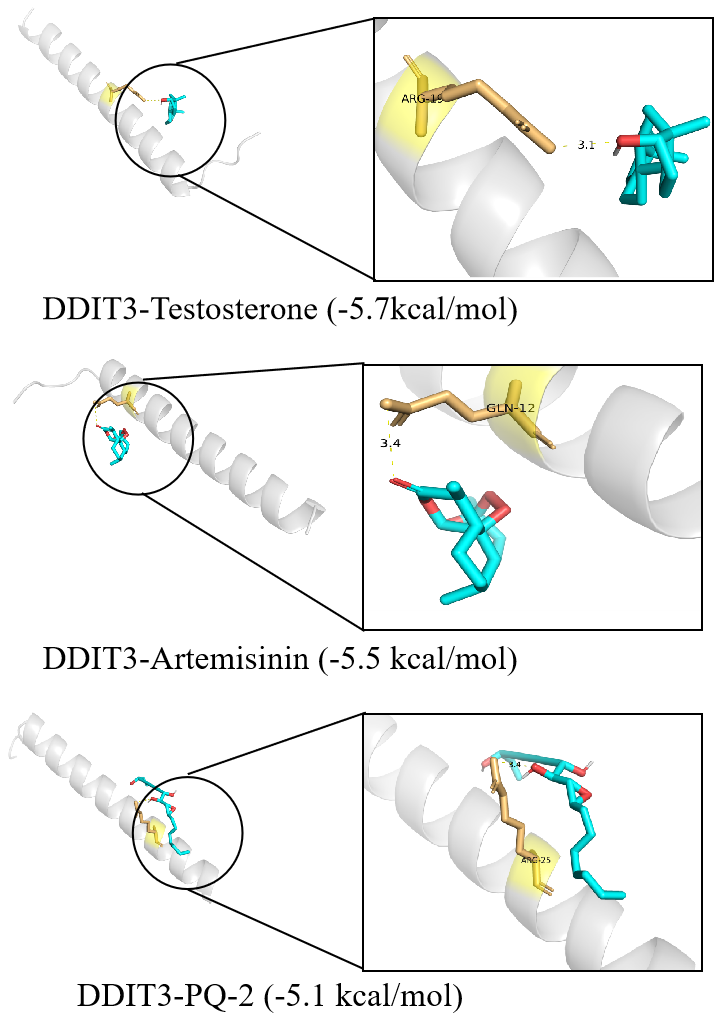 ARG-19
3.1
DDIT3-Testosterone (-5.7kcal/mol)
GLN-12
3.4
DDIT3-Artemisinin (-5.5 kcal/mol)
3.4
ARG-25
DDIT3-PQ-2 (-5.1 kcal/mol)